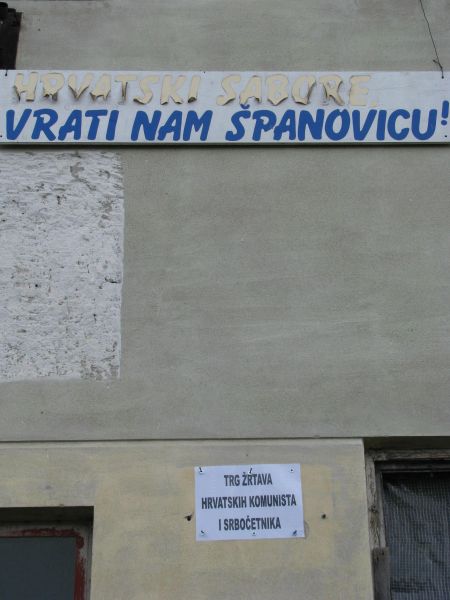 HRVATSKI SABORE,
VRATI NAM ŠPANOVICU!
TRG ŽRTAVA
HRVATSKIH KOMUNISTA
I SRBOČETNIKA